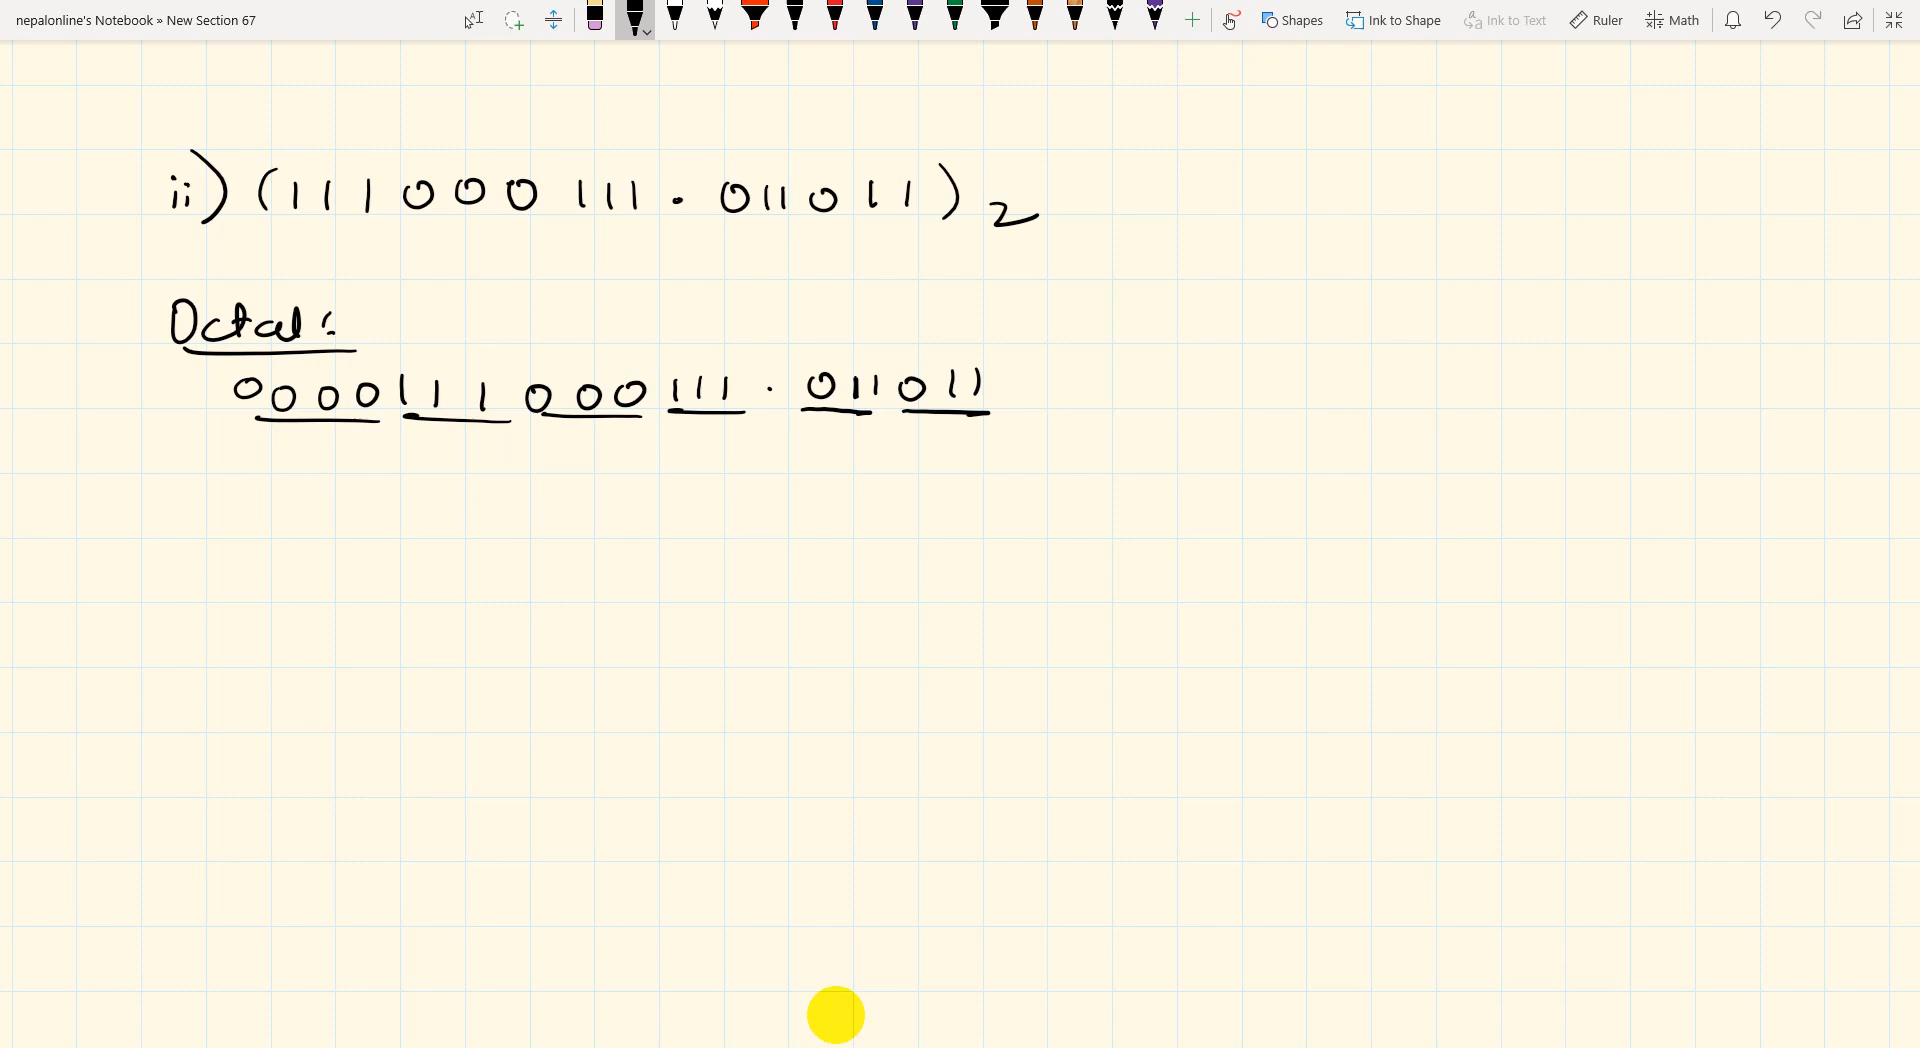 nepalonline's Notebook » New Section 67
Shapes Ink to Shape Ink to Text Ruler Math
ii) (111000111.011011)2
Octal:
0000111000111.011011